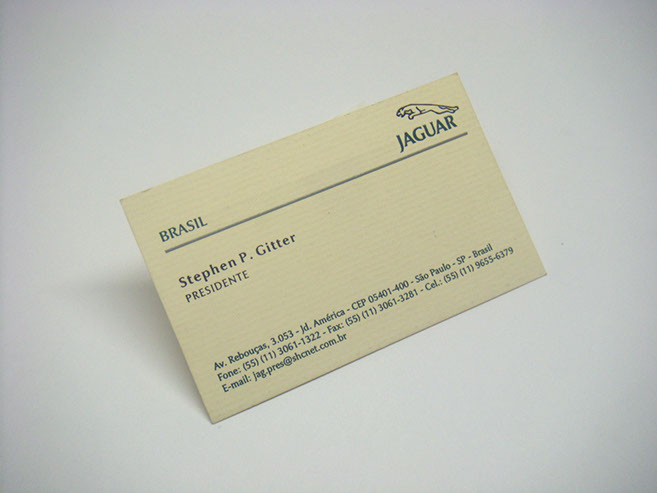 JAGUAR
BRASIL
Stephen P. Gitter
PRESIDENTE
Av. Rebouças, 3.053 - Jd. América - CEP 05401-400 - São Paulo - SP - Brasil
Fone: (55) (11) 3061-1322 - Fax: (55) (11) 3061-3281 - Cel.: (55) (11) 9655-6379
E-mail: jag.pres@shcnet.com.br